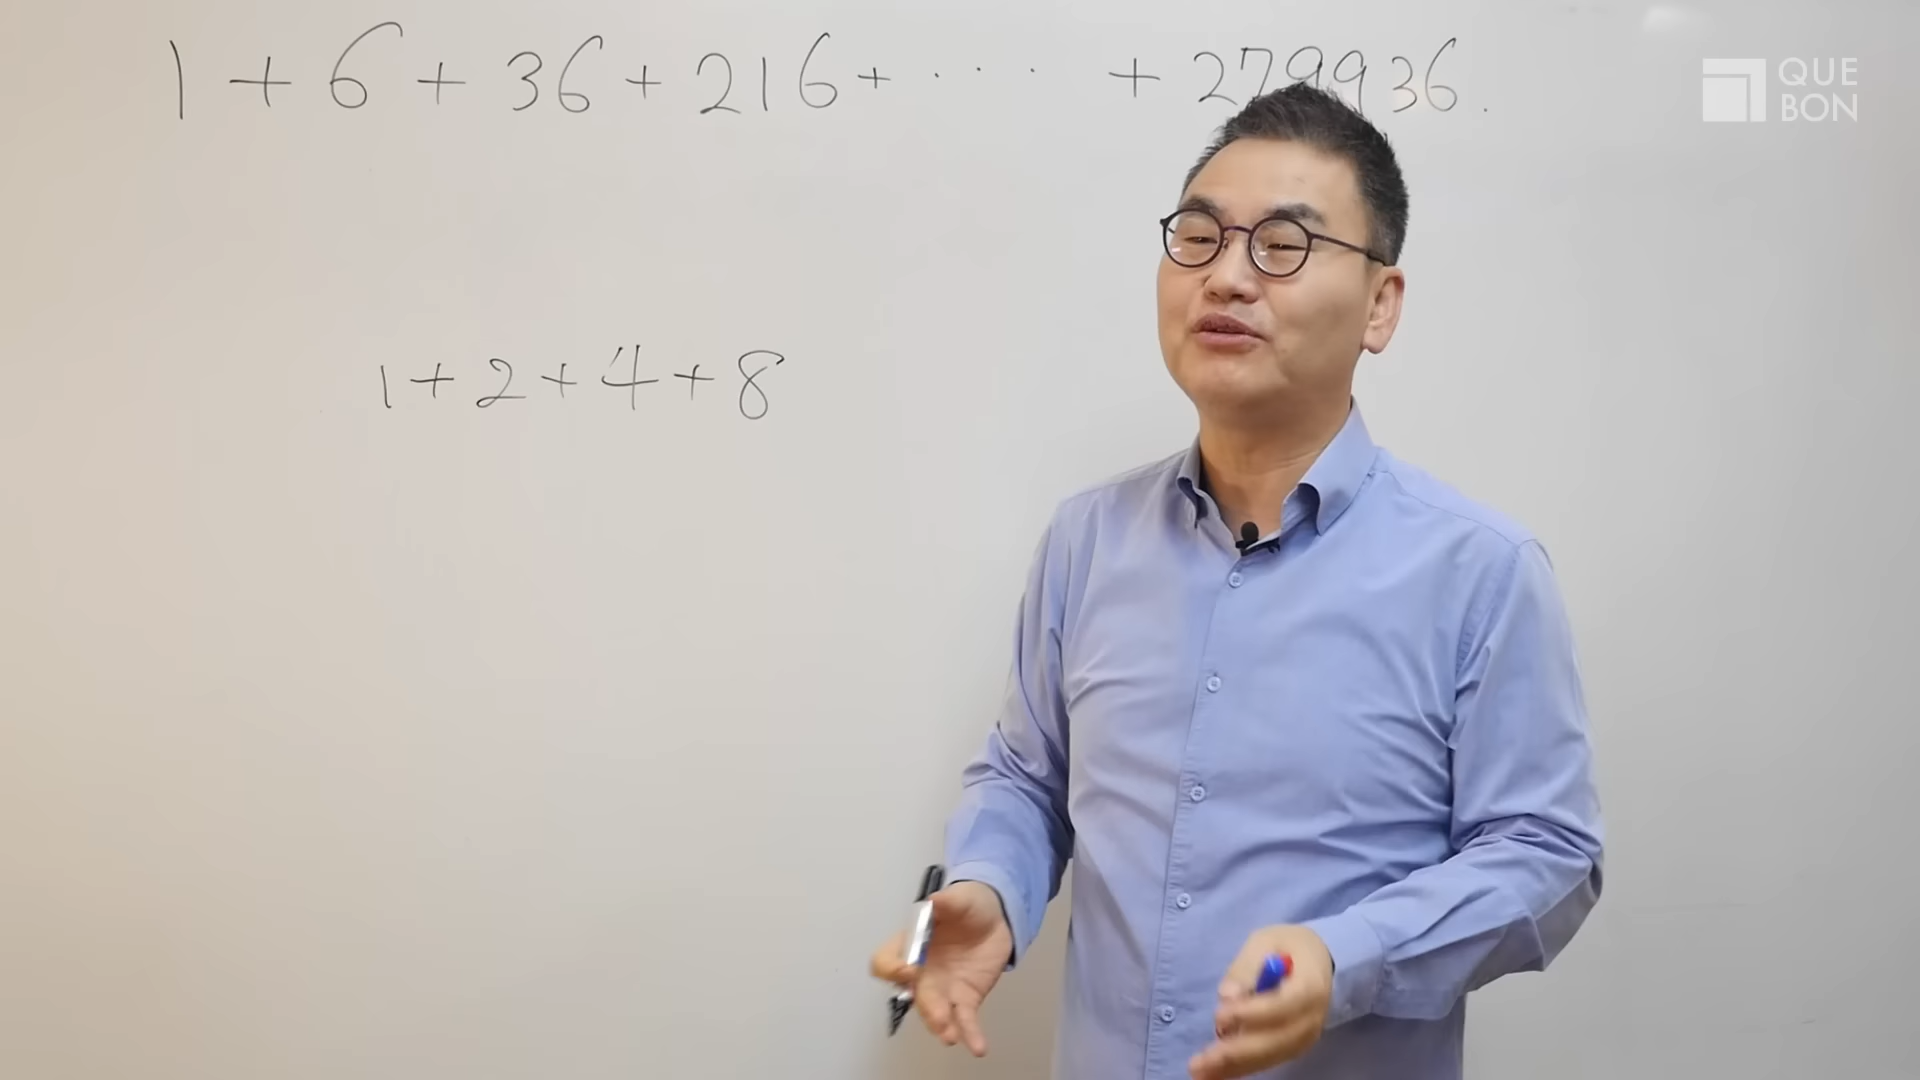 1 + 6 + 36 + 216 + · · · + 279936.
1 + 2 + 4 + 8
QUE
BON